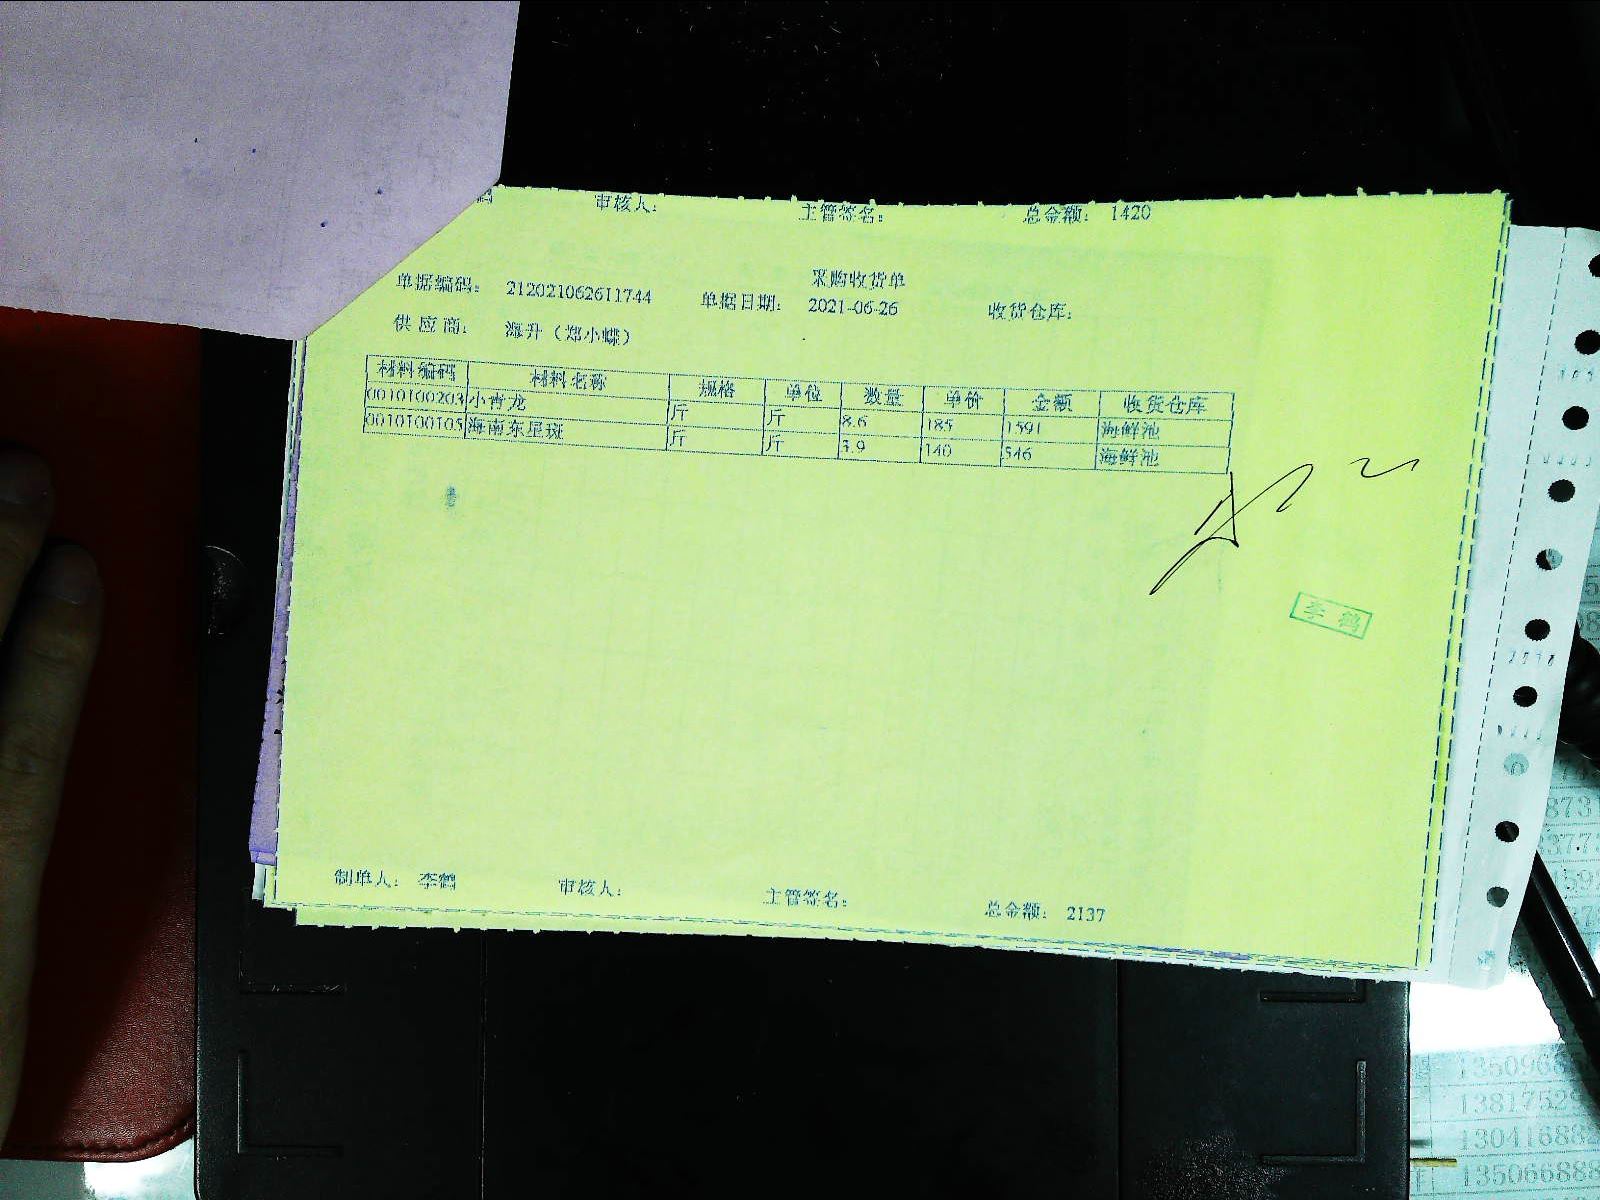 鹤 审核人： 主管签名： 总金额： 1420
采购收货单
单据编码： 212021062611744 单据日期： 2021-06-26 收货仓库：
供应商： 海升（郑小蝶）
材料编码 材料名称 规格 单位 数量 单价 金额 收货仓库
0010100203 小青龙 斤 斤 8.6 185 1591 海鲜池
0010100105 海南东星斑 斤 斤 3.9 140 546 海鲜池
李 鹤
制单人： 李鹤 审核人： 主管签名： 总金额： 2137
1381752
13041688
135066888